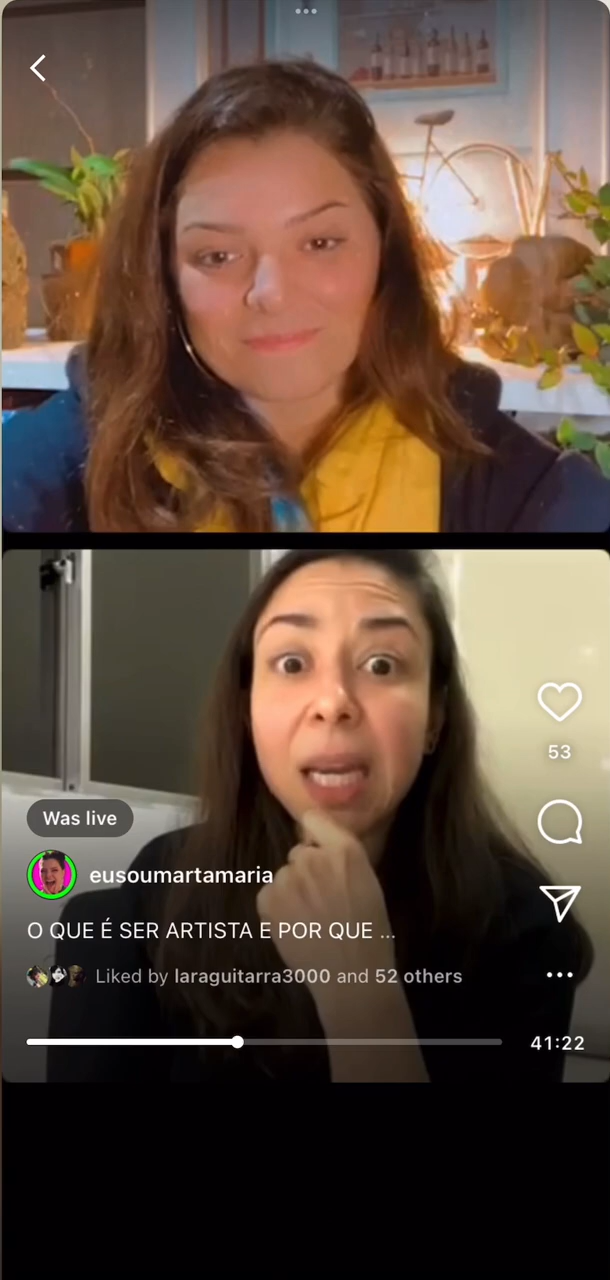 53
Was live
eusoumartamaria
O QUE É SER ARTISTA E POR QUE ...
Liked by laraguitarra3000 and 52 others
41:22